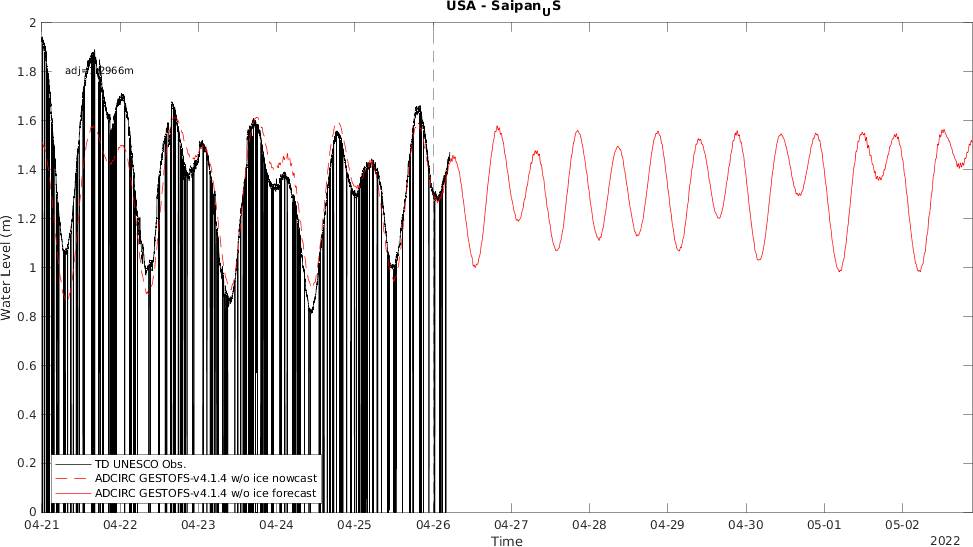 USA - Saipan_US
2
1.8
1.6
1.4
1.2
1
0.8
0.6
0.4
0.2
0
Water Level (m)
TD UNESCO Obs.
ADCIRC GESTOFS-v4.1.4 w/o ice nowcast
ADCIRC GESTOFS-v4.1.4 w/o ice forecast
04-21 04-22 04-23 04-24 04-25 04-26 04-27 04-28 04-29 04-30 05-01 05-02
Time
2022